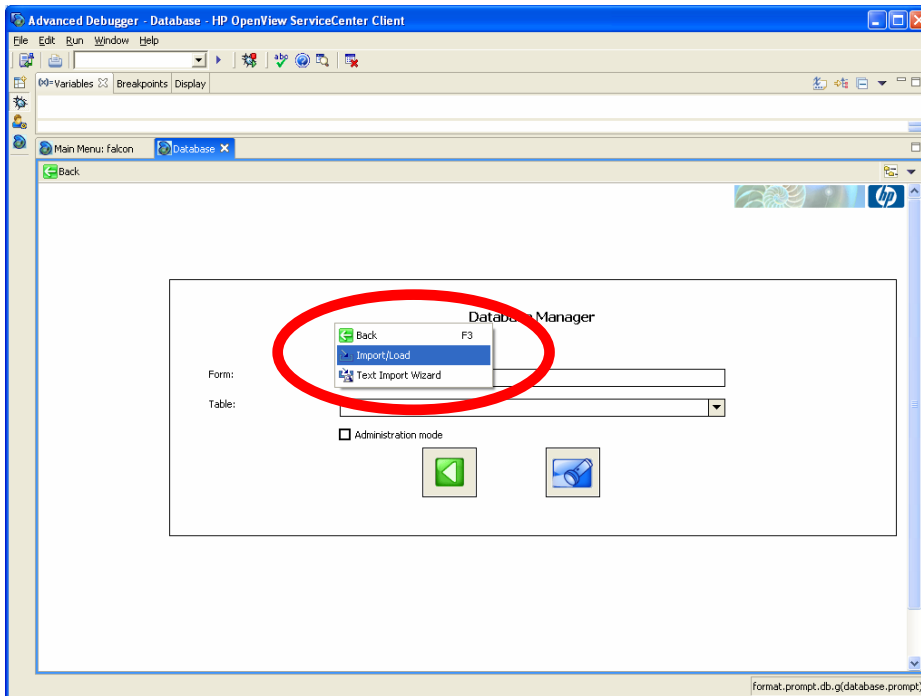 Advanced Debugger - Database - HP OpenView ServiceCenter Client
File Edit Run Window Help
abc
(x)= Variables Breakpoints Display
Main Menu: falcon Database
Back
hp
Database Manager
Back F3
Import/Load
Text Import Wizard
Form:
Table:
Administration mode
format.prompt.db.g(database.prompt)